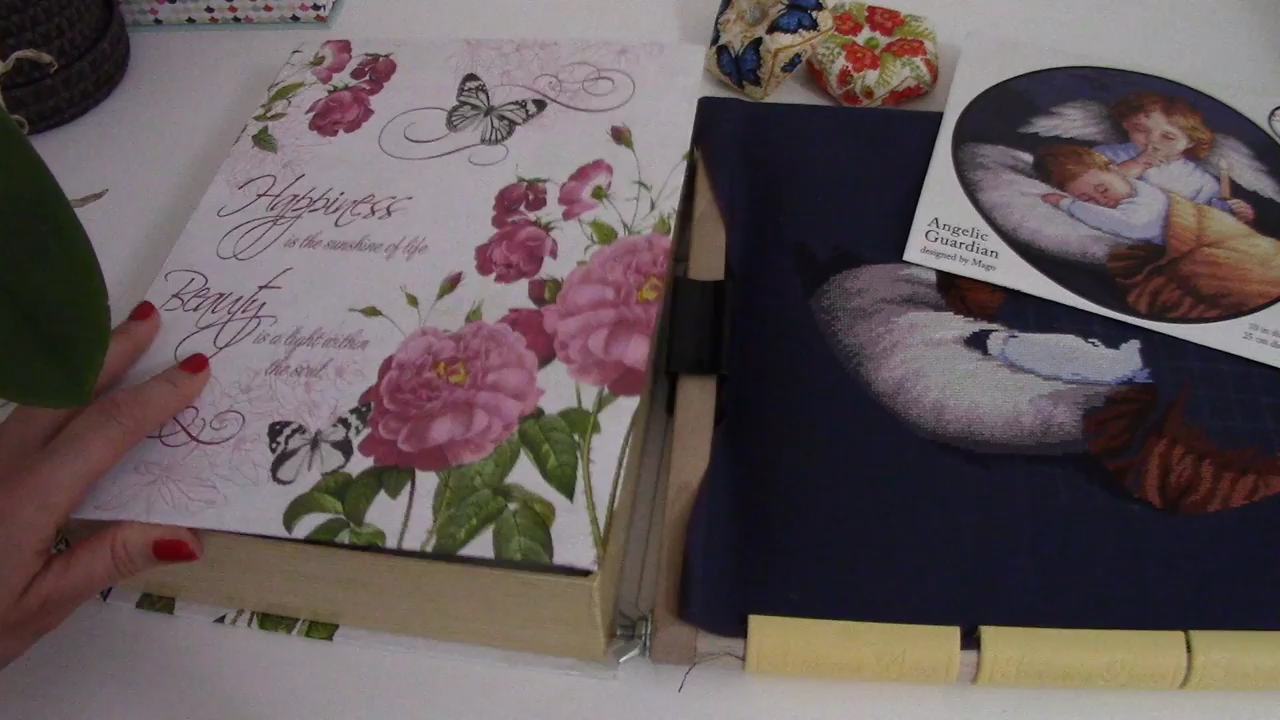 Happiness
is the sunshine of life
Beauty
is a light within
the soul
Angelic
Guardian
designed by Mago